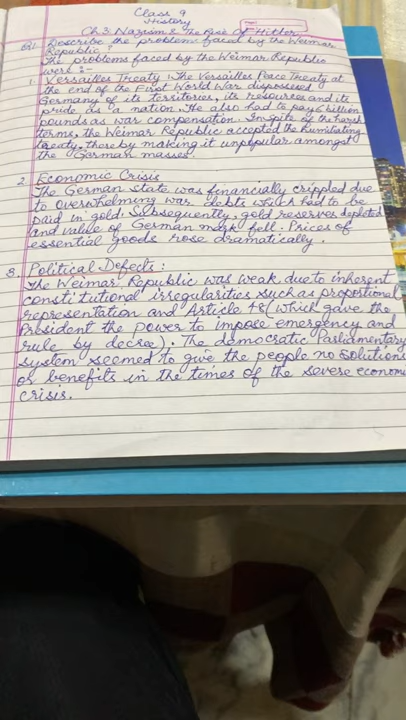 Class 9
History
Ch 3. Nazism & The Rise Of Hitler
Q1. Describe the problems faced by the Weimar
Republic.
The problems faced by the Weimar Republic
were :-
1. Versailles Treaty :- The Versailles Peace Treaty at
the end of the First World War dispossesed
Germany of its territories, its resources and its
pride as a nation. She also had to pay 6 billion
pounds as war compensation. Inspite of the harsh
terms, the Weimar Republic accepted the humiliating
treaty, thereby making it unpopular amongst
the German masses.
2. Economic Crisis
The German state was financially crippled due
to overwhelming war debts which had to be
paid in gold. Subsequently, gold reserves depleted
and value of German mark fell. Prices of
essential goods rose dramatically.
3. Political Defects :
The Weimar Republic was weak due to inherent
constitutional irregularities such as proportional
representation and Article 48 (which gave the
President the power to impose emergency and
rule by decree). The democratic Parliamentary
system seemed to give the people no solutions
or benefits in the times of the severe economic
crisis.